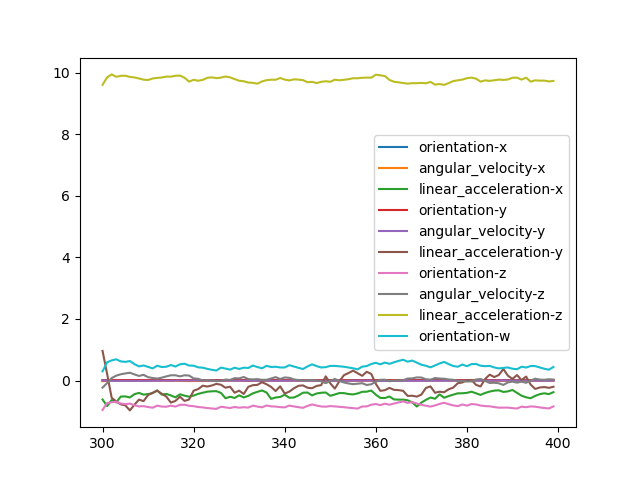 10
8
6
4
2
0
300
320
340
360
380
400
orientation-x
angular_velocity-x
linear_acceleration-x
orientation-y
angular_velocity-y
linear_acceleration-y
orientation-z
angular_velocity-z
linear_acceleration-z
orientation-w